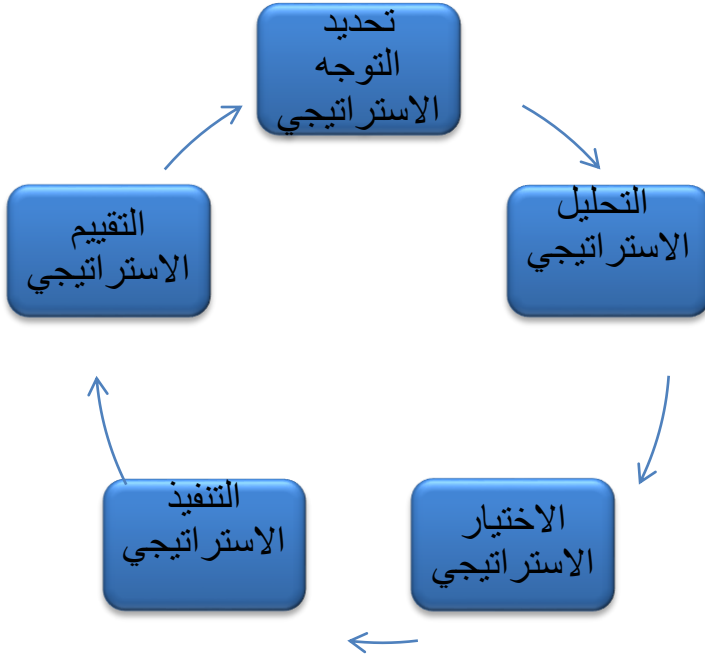 تحديد
التوجه
الاستراتيجي
التحليل
الاستراتيجي
الاختيار
الاستراتيجي
التنفيذ
الاستراتيجي
التقييم
الاستراتيجي